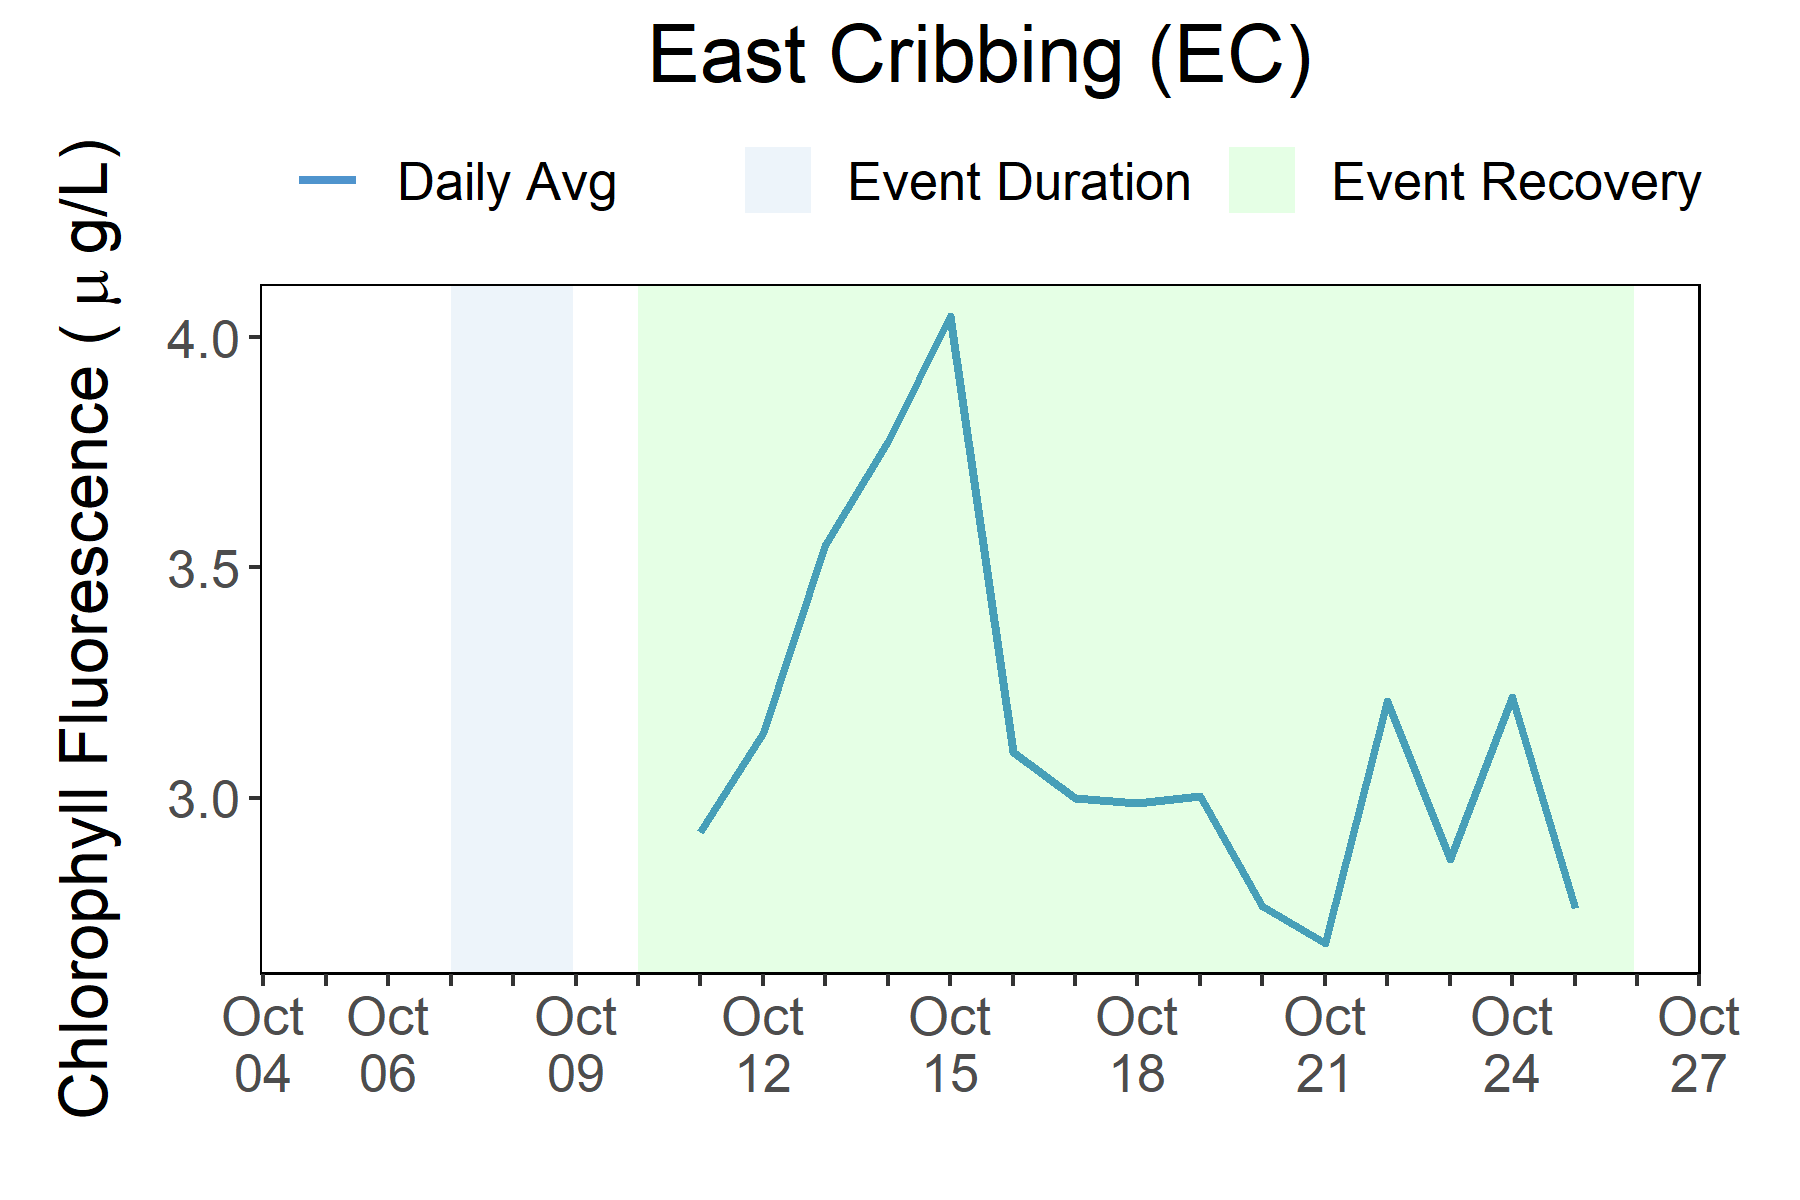 East Cribbing (EC)
Daily Avg
Event Duration
Event Recovery
Chlorophyll Fluorescence ( μ g/L)
4.0
3.5
3.0
Oct 04
Oct 06
Oct 09
Oct 12
Oct 15
Oct 18
Oct 21
Oct 24
Oct 27